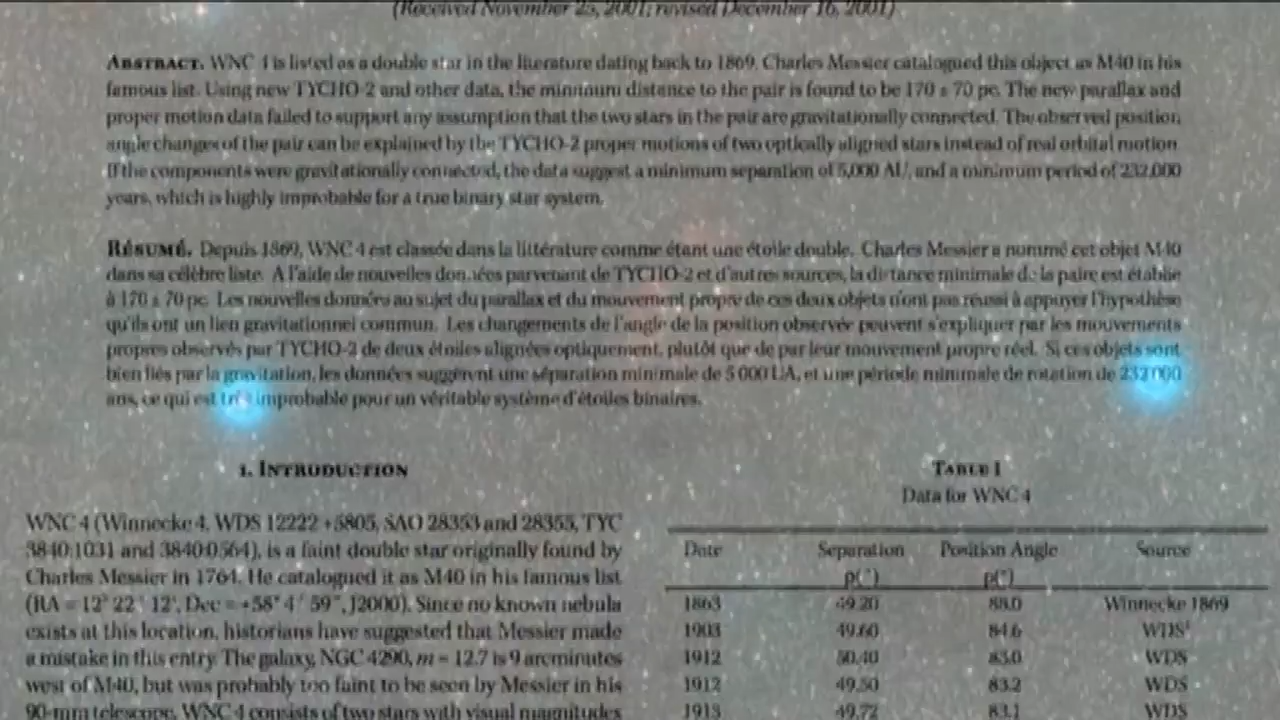 (Received November 25, 2001; revised December 16, 2001)
ABSTRACT. WNC 4 is listed as a double star in the literature dating back to 1869. Charles Messier catalogued this object as M40 in his
famous list. Using new TYCHO-2 and other data, the minimum distance to the pair is found to be 170 ± 70 pc. The new parallax and
proper motion data failed to support any assumption that the two stars in the pair are gravitationally connected. The observed position
angle changes of the pair can be explained by the TYCHO-2 proper motions of two optically aligned stars instead of real orbital motion.
If the components were gravitationally connected, the data suggest a minimum separation of 5,000 AU, and a minimum period of 232,000
years, which is highly improbable for a true binary star system.
RÉSUMÉ. Depuis 1869, WNC 4 est classée dans la littérature comme étant une étoile double. Charles Messier a nommé cet objet M40
dans sa célèbre liste. A l'aide de nouvelles données parvenant de TYCHO-2 et d'autres sources, la distance minimale de la paire est établie
à 170 ± 70 pc. Les nouvelles données au sujet du parallax et du mouvement propre de ces deux objets n'ont pas réussi à appuyer l'hypothèse
qu'ils ont un lien gravitationnel commun. Les changements de l'angle de la position observée peuvent s'expliquer par les mouvements
propres observés par TYCHO-2 de deux étoiles alignées optiquement, plutôt que de par leur mouvement propre réel. Si ces objets sont
bien liés par la gravitation, les données suggèrent une séparation minimale de 5 000 UA, et une période minimale de rotation de 232 000
ans, ce qui est très improbable pour un véritable système d'étoiles binaires.
1. INTRODUCTION
WNC 4 (Winnecke 4, WDS 12222+5805, SAO 28353 and 28355, TYC
3840:1031 and 3840:0564), is a faint double star originally found by
Charles Messier in 1764. He catalogued it as M40 in his famous list
(RA = 12h 22m 12s, Dec = +58° 4′ 59″, J2000). Since no known nebula
exists at this location, historians have suggested that Messier made
a mistake in this entry. The galaxy, NGC 4290, m = 12.7 is 9 arcminutes
west of M40, but was probably too faint to be seen by Messier in his
90-mm telescope. WNC 4 consists of two stars with visual magnitudes
TABLE I
Data for WNC 4
Date Separation Position Angle Source
ρ(″) ρ(°)
1863 49.20 88.0 Winnecke 1869
1903 49.60 84.6 WDS¹
1912 50.40 83.0 WDS
1912 49.50 83.2 WDS
1913 49.72 83.1 WDS